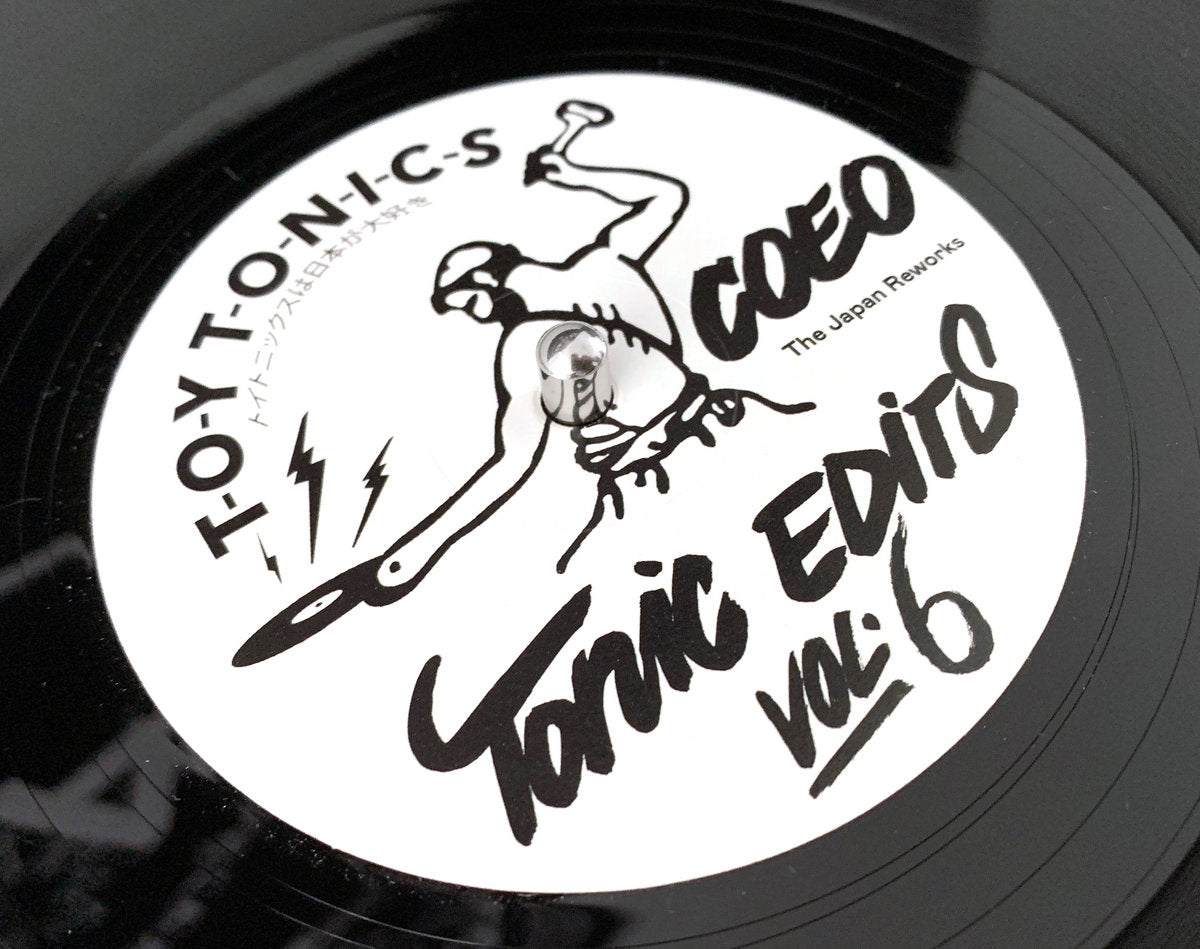 T-O-Y T-O-N-I-C-S
トイトニックスは日本が大好き
COEO
The Japan Reworks
Tonic EDiTS
VOL. 6